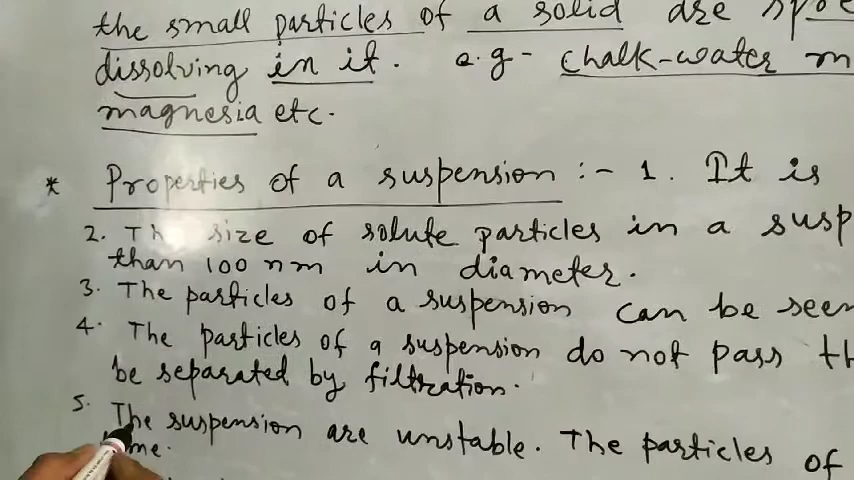 the small particles of a solid are
dissolving in it. e.g - chalk-water m
magnesia etc.
* Properties of a suspension :- 1. It is
2. Th size of solute particles in a susp
than 100 nm in diameter.
3. The particles of a suspension can be seen
4. The particles of a suspension do not pass th
be separated by filtration.
5. The suspension are unstable. The particles of
me.